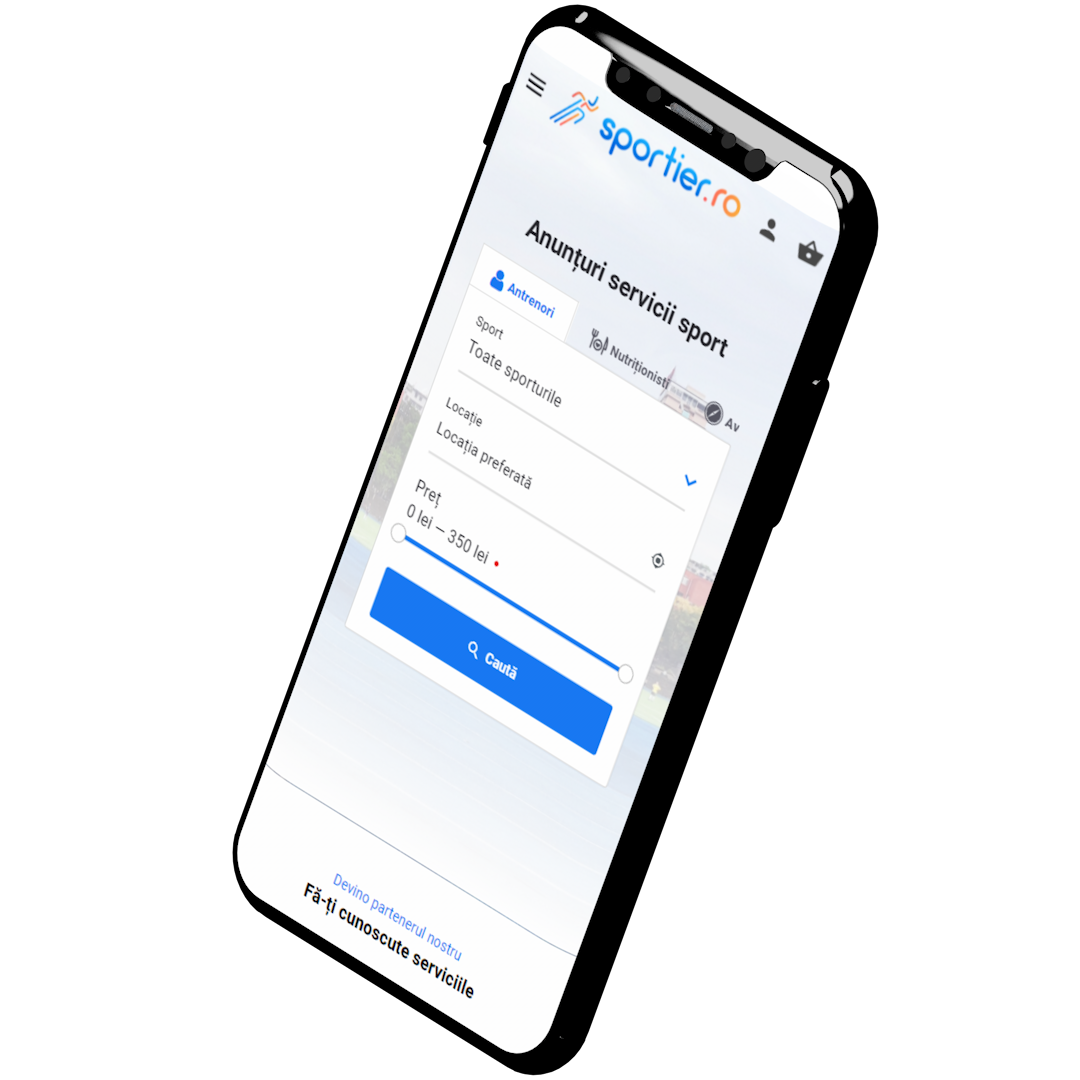 sportier.ro
Anunțuri servicii sport
Antrenori
Nutriționisti
Av
Sport
Toate sporturile
Locație
Locația preferată
Preț
0 lei – 350 lei
Caută
Devino partenerul nostru
Fă-ți cunoscute serviciile